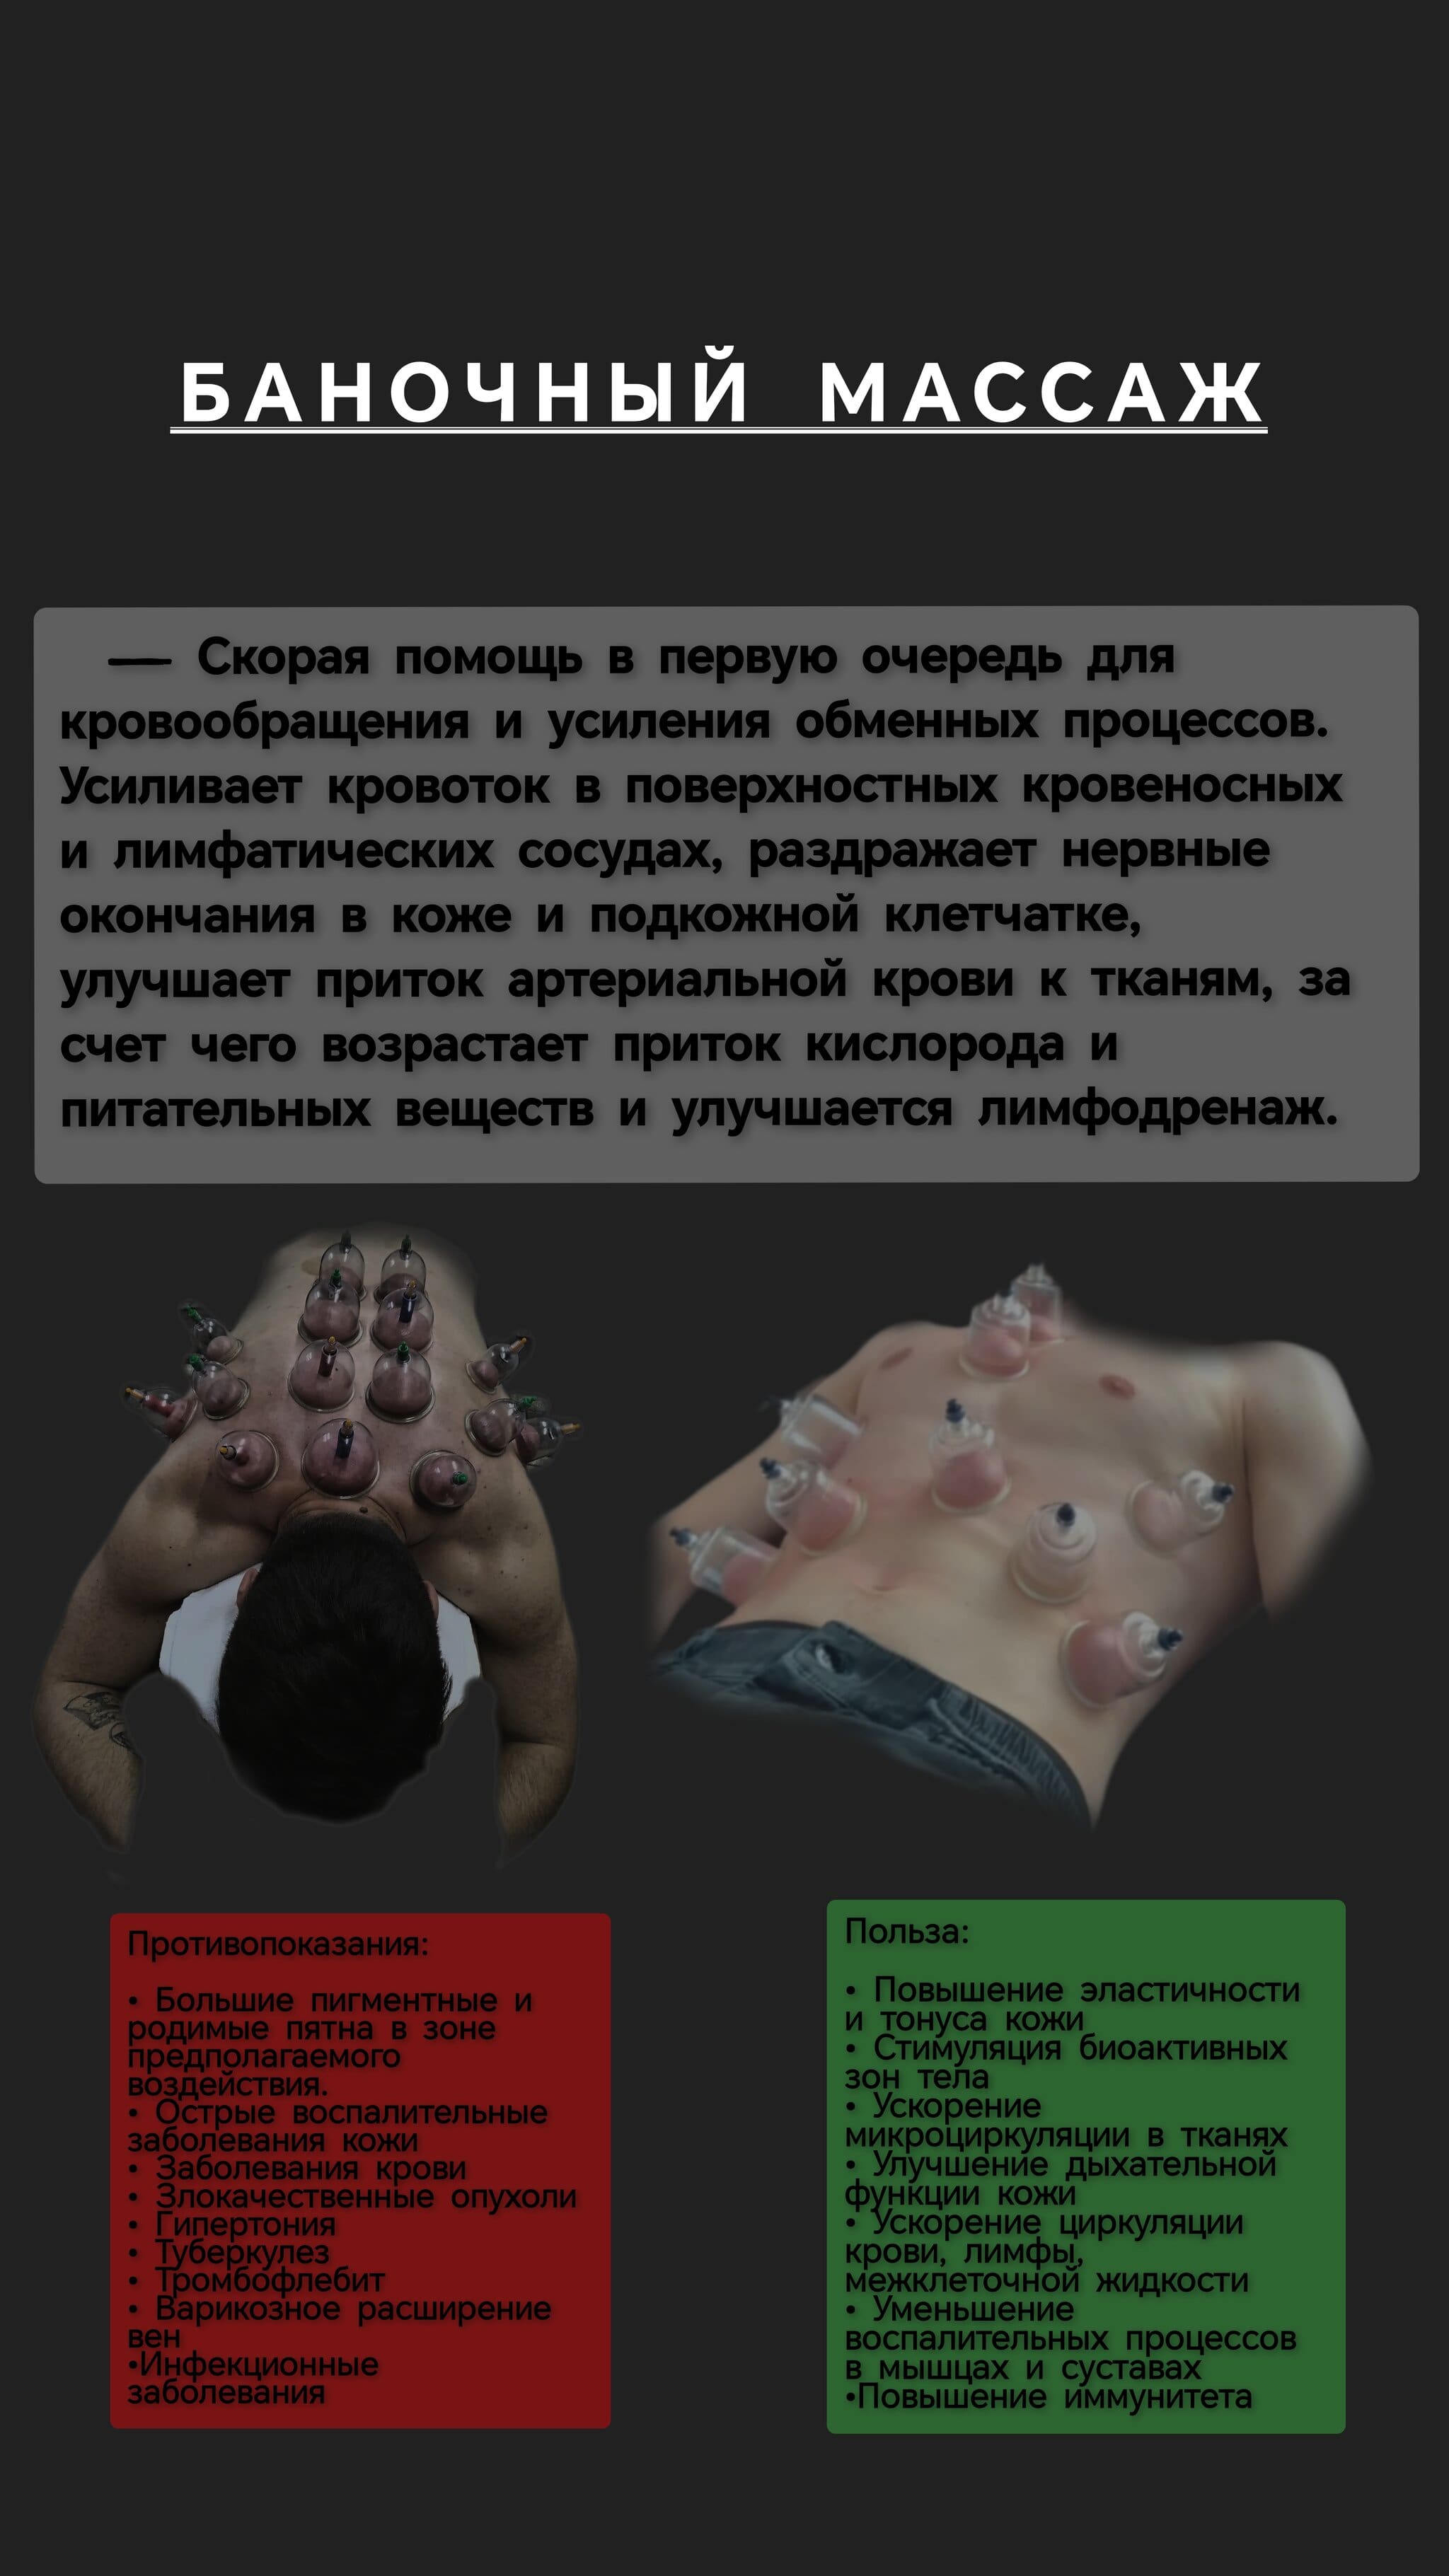 БАНОЧНЫЙ МАССАЖ
— Скорая помощь в первую очередь для
кровообращения и усиления обменных процессов.
Усиливает кровоток в поверхностных кровеносных
и лимфатических сосудах, раздражает нервные
окончания в коже и подкожной клетчатке,
улучшает приток артериальной крови к тканям, за
счет чего возрастает приток кислорода и
питательных веществ и улучшается лимфодренаж.
Противопоказания:
• Большие пигментные и
родимые пятна в зоне
предполагаемого
воздействия.
• Острые воспалительные
заболевания кожи
• Заболевания крови
• Злокачественные опухоли
• Гипертония
• Туберкулез
• Тромбофлебит
• Варикозное расширение
вен
•Инфекционные
заболевания
Польза:
• Повышение эластичности
и тонуса кожи
• Стимуляция биоактивных
зон тела
• Ускорение
микроциркуляции в тканях
• Улучшение дыхательной
функции кожи
• Ускорение циркуляции
крови, лимфы,
межклеточной жидкости
• Уменьшение
воспалительных процессов
в мышцах и суставах
•Повышение иммунитета